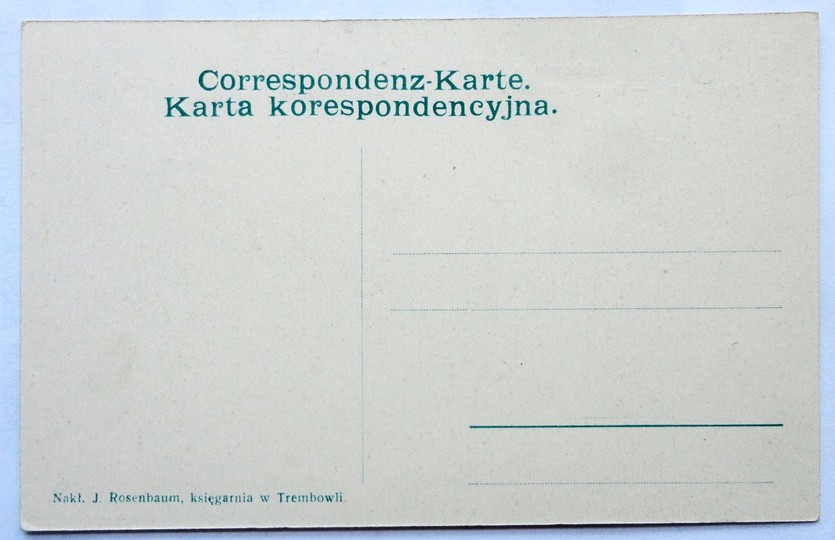 Correspondenz-Karte.
Karta korespondencyjna.
Nakł. J. Rosenbaum, księgarnia w Trembowli.